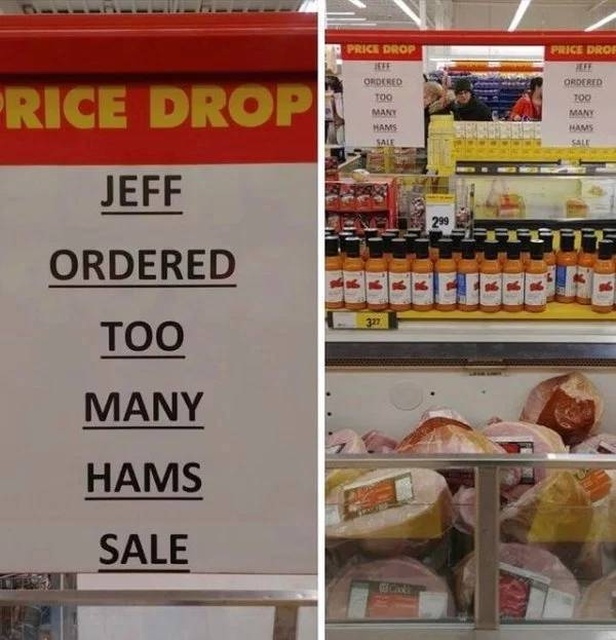 PRICE DROP
JEFF
ORDERED
TOO
MANY
HAMS
SALE
PRICE DROP
JEFF
ORDERED
TOO
MANY
HAMS
SALE
PRICE DROP
JEFF
ORDERED
TOO
MANY
HAMS
SALE
2.99
3.27
Cook's